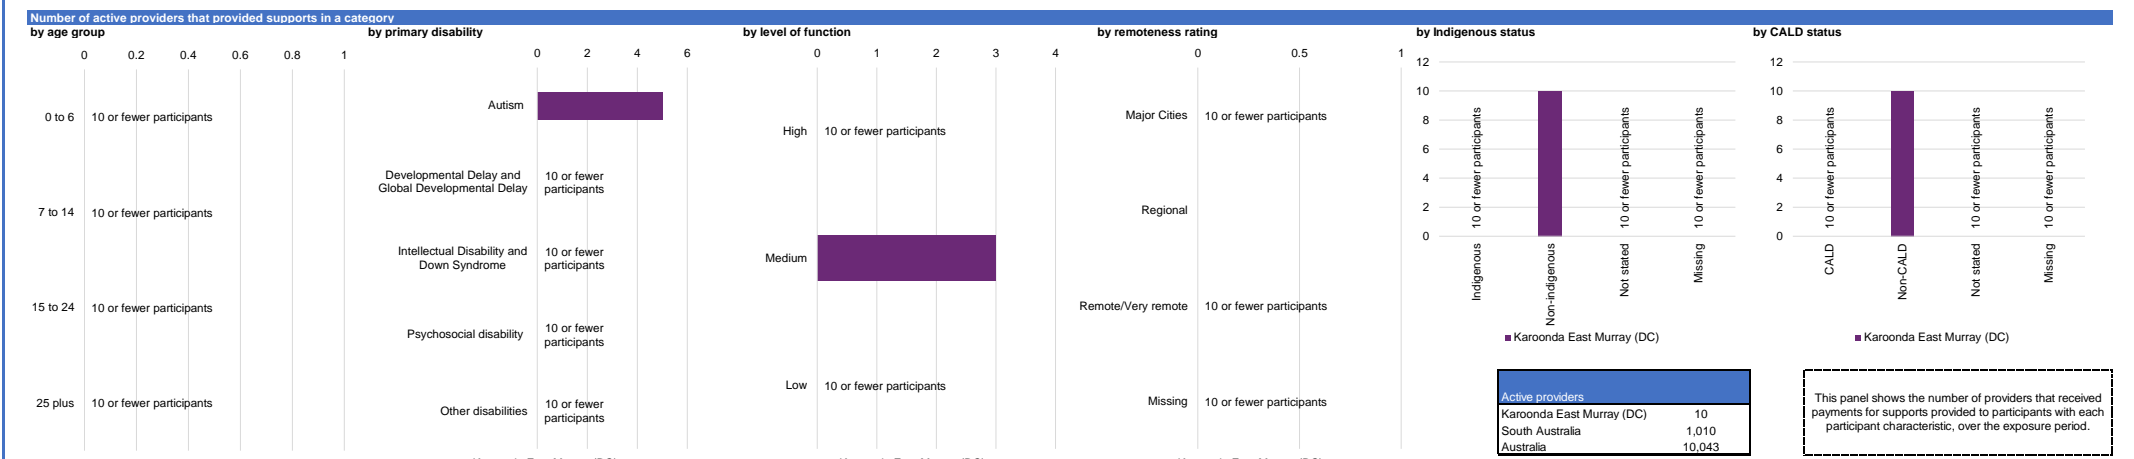 Number of active providers that provided supports in a category
by age group
0 0.2 0.4 0.6 0.8 1
0 to 6 10 or fewer participants
7 to 14 10 or fewer participants
15 to 24 10 or fewer participants
25 plus 10 or fewer participants
by primary disability
0 2 4 6
Autism
Developmental Delay and
Global Developmental Delay
10 or fewer
participants
Intellectual Disability and
Down Syndrome
10 or fewer
participants
Psychosocial disability
10 or fewer
participants
Other disabilities
10 or fewer
participants
by level of function
0 1 2 3 4
High 10 or fewer participants
Medium
Low 10 or fewer participants
by remoteness rating
0 0.5 1
Major Cities 10 or fewer participants
Regional
Remote/Very remote 10 or fewer participants
Missing 10 or fewer participants
by Indigenous status
12
10
8
6
4
2
0
10 or fewer participants
10 or fewer participants
10 or fewer participants
Indigenous
Non-indigenous
Not stated
Missing
Karoonda East Murray (DC)
by CALD status
12
10
8
6
4
2
0
10 or fewer participants
10 or fewer participants
10 or fewer participants
CALD
Non-CALD
Not stated
Missing
Karoonda East Murray (DC)
Active providers
Karoonda East Murray (DC) 10
South Australia 1,010
Australia 10,043
This panel shows the number of providers that received
payments for supports provided to participants with each
participant characteristic, over the exposure period.